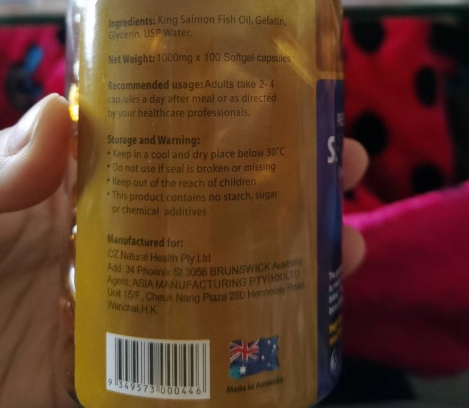 Ingredients: King Salmon Fish Oil, Gelatin,
Glycerin, USP Water.
Net Weight: 1000mg x 100 Softgel capsules
Recommended usage: Adults take 2-4
capsules a day after meal or as directed
by your healthcare professionals.
Storage and Warning:
• Keep in a cool and dry place below 30°C
• Do not use if seal is broken or missing
• Keep out of the reach of children
• This product contains no starch, sugar
or chemical additives
Manufactured for:
CZ Natural Health Pty Ltd
Add: 34 Phoenix St 3056 BRUNSWICK Australia
Agent: ASIA MANUFACTURING PTY(HK)LTD
Unit 15/F., Cheuk Nang Plaza 250 Hennessy Road,
Wanchai,H.K.
9 349573 000446
Made in Australia